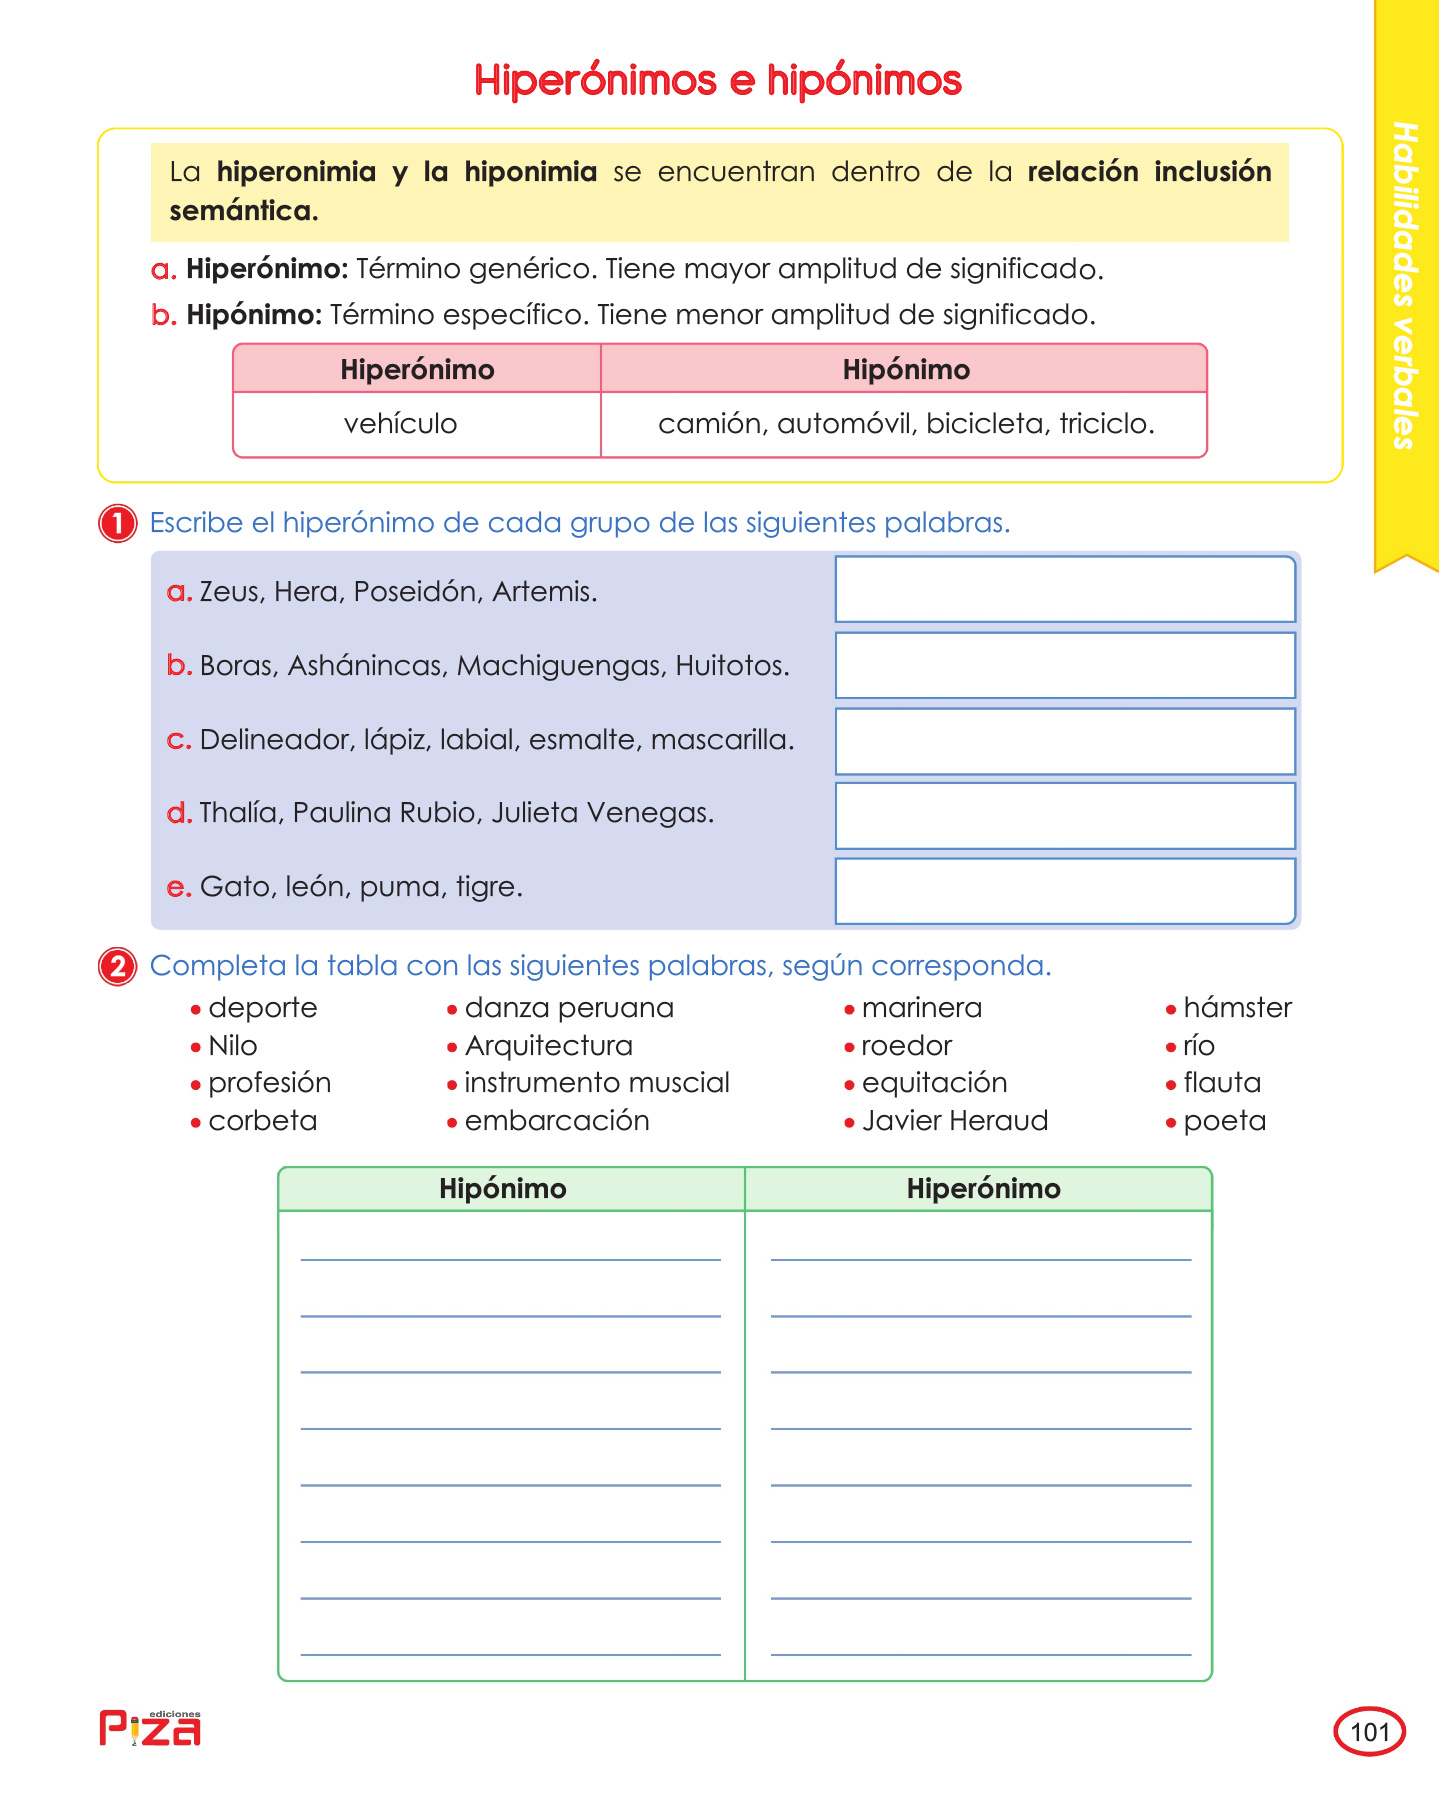 Hiperónimos e hipónimos
Habilidades verbales
La hiperonimia y la hiponimia se encuentran dentro de la relación inclusión
semántica.
a. Hiperónimo: Término genérico. Tiene mayor amplitud de significado.
b. Hipónimo: Término específico. Tiene menor amplitud de significado.
Hiperónimo Hipónimo
vehículo camión, automóvil, bicicleta, triciclo.
1 Escribe el hiperónimo de cada grupo de las siguientes palabras.
a. Zeus, Hera, Poseidón, Artemis.
b. Boras, Ashánincas, Machiguengas, Huitotos.
c. Delineador, lápiz, labial, esmalte, mascarilla.
d. Thalía, Paulina Rubio, Julieta Venegas.
e. Gato, león, puma, tigre.
2 Completa la tabla con las siguientes palabras, según corresponda.
• deporte • danza peruana • marinera • hámster
• Nilo • Arquitectura • roedor • río
• profesión • instrumento muscial • equitación • flauta
• corbeta • embarcación • Javier Heraud • poeta
Hipónimo Hiperónimo
ediciones
Piza
101